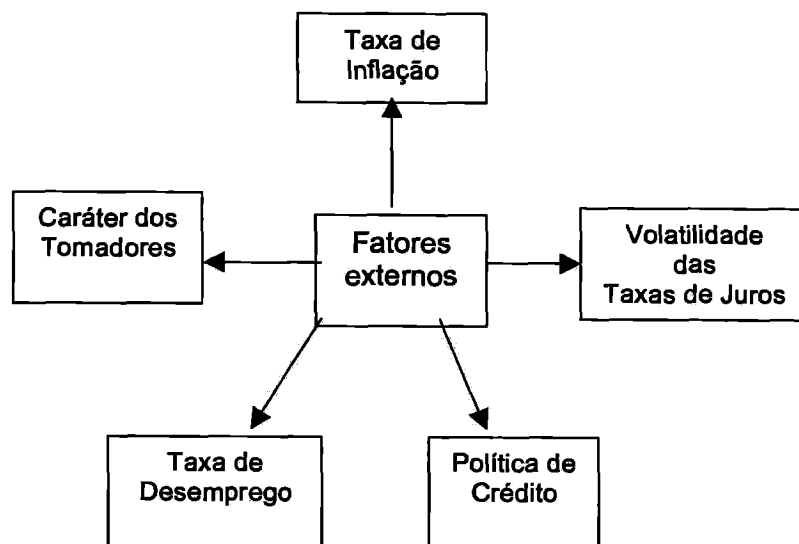 Taxa de
Inflação
Caráter dos
Tomadores
Fatores
externos
Volatilidade
das
Taxas de Juros
Taxa de
Desemprego
Política de
Crédito